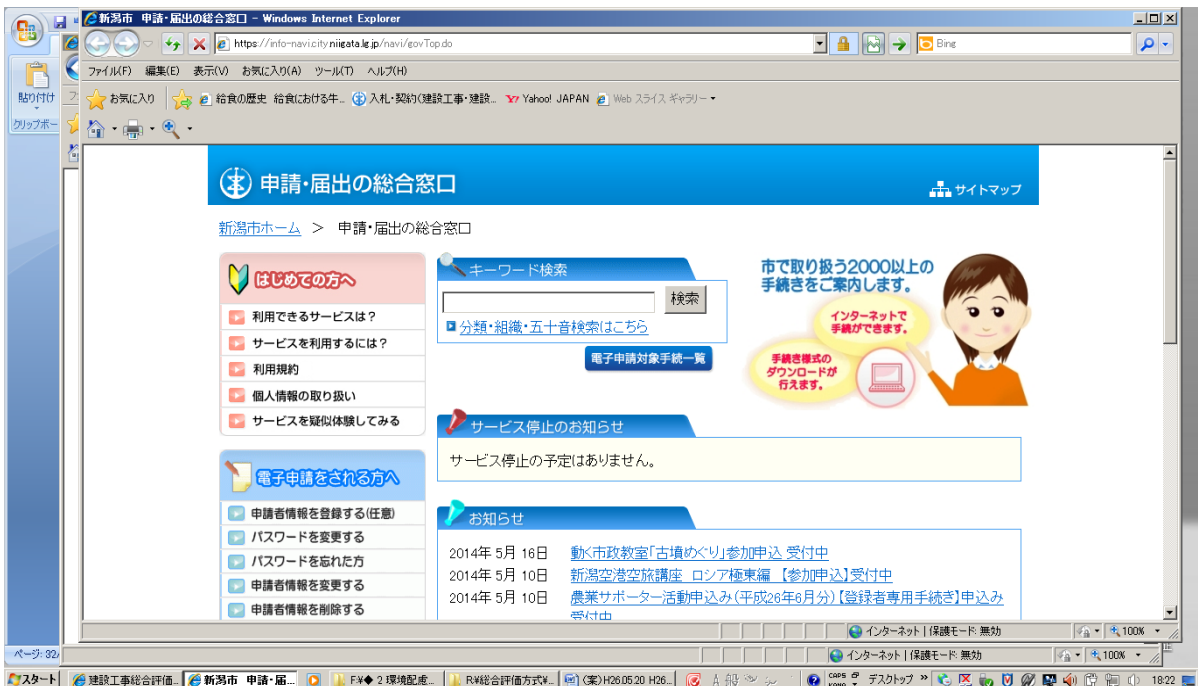 新潟市 申請・届出の総合窓口 - Windows Internet Explorer
https://info-navi.city.niigata.lg.jp/navi/govTop.do
Bing
ファイル(F) 編集(E) 表示(V) お気に入り(A) ツール(T) ヘルプ(H)
お気に入り 給食の歴史 給食における牛... 入札・契約(建設工事・建設... Yahoo! JAPAN Web スライス ギャラリー
貼り付け
クリップボー
申請・届出の総合窓口
サイトマップ
新潟市ホーム > 申請・届出の総合窓口
はじめての方へ
利用できるサービスは?
サービスを利用するには?
利用規約
個人情報の取り扱い
サービスを疑似体験してみる
電子申請をされる方へ
申請者情報を登録する(任意)
パスワードを変更する
パスワードを忘れた方
申請者情報を変更する
申請者情報を削除する
キーワード検索
検索
分類・組織・五十音検索はこちら
電子申請対象手続一覧
市で取り扱う2000以上の
手続きをご案内します。
インターネットで
手続ができます。
手続き様式の
ダウンロードが
行えます。
サービス停止のお知らせ
サービス停止の予定はありません。
お知らせ
2014年 5月 16日 動く市政教室「古墳めぐり」参加申込 受付中
2014年 5月 10日 新潟空港空旅講座 ロシア極東編 【参加申込】受付中
2014年 5月 10日 農業サポーター活動申込み(平成26年6月分)【登録者専用手続き】申込み
受付中
インターネット | 保護モード: 無効 100%
ページ: 32
インターネット | 保護モード: 無効 100%
スタート 建設工事総合評価... 新潟市 申請・届... F:¥◆ 2 環境配慮... R:¥総合評価方式¥... (案)H26.05.20 H26... A 般 デスクトップ 18:22